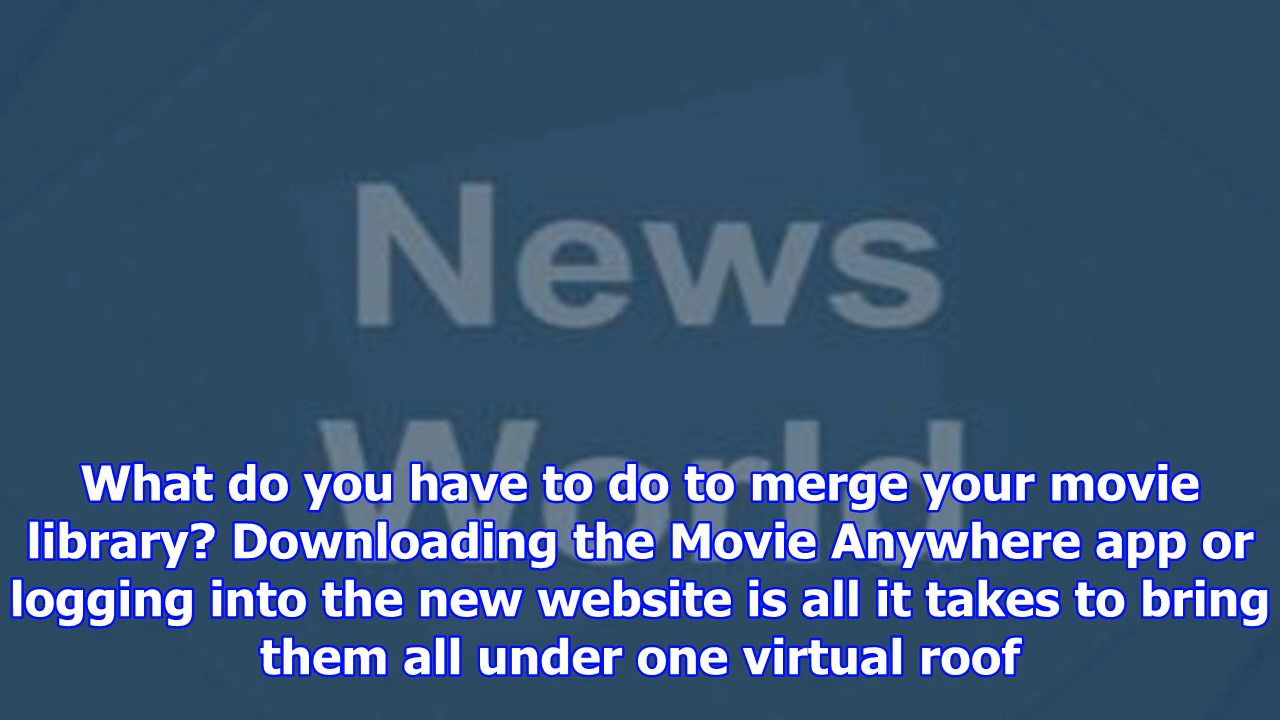 News
World
What do you have to do to merge your movie
library? Downloading the Movie Anywhere app or
logging into the new website is all it takes to bring
them all under one virtual roof